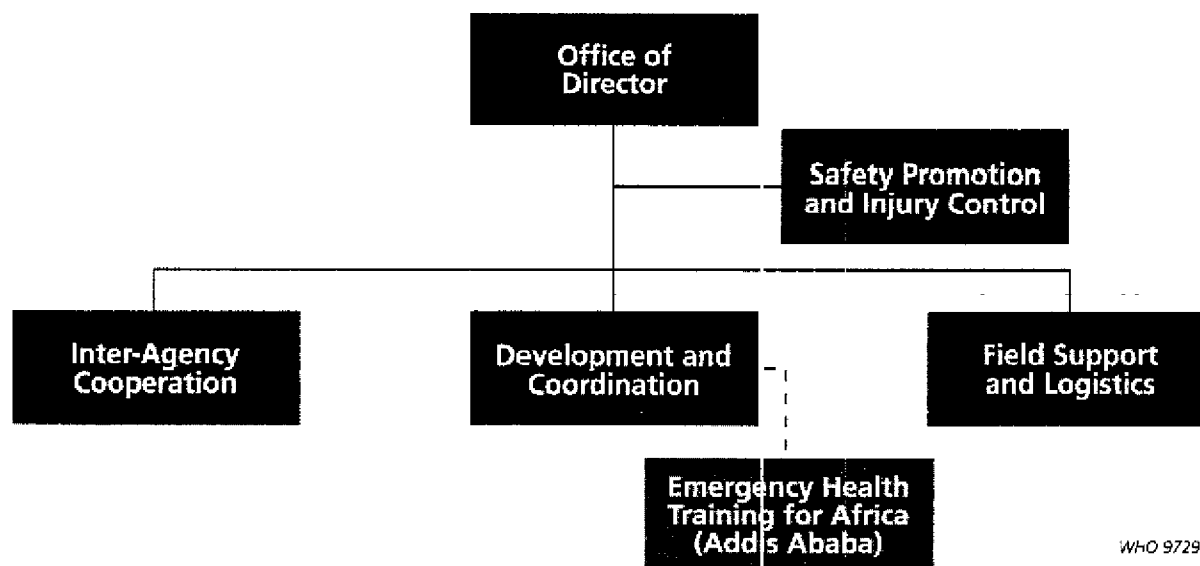 Office of
Director
Safety Promotion
and Injury Control
Inter-Agency
Cooperation
Development and
Coordination
Field Support
and Logistics
Emergency Health
Training for Africa
(Addis Ababa)
WHO 9729